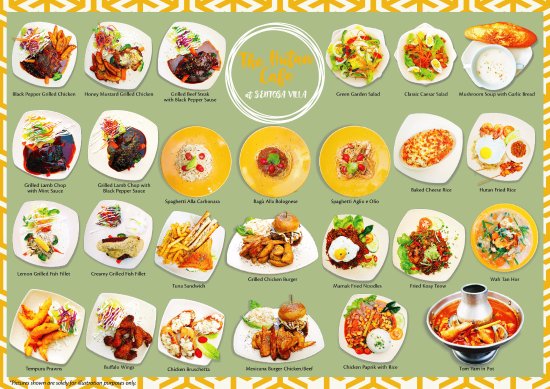 The Hutan
Cafe
at SENTOSA VILLA
Black Pepper Grilled Chicken
Honey Mustard Grilled Chicken
Grilled Beef Steak
with Black Pepper Sause
Green Garden Salad
Classic Caesar Salad
Mushroom Soup with Garlic Bread
Grilled Lamb Chop
with Mint Sause
Grilled Lamb Chop with
Black Pepper Sause
Spaghetti Alla Carbonara
Ragù Alla Bolognese
Spaghetti Aglio e Olio
Baked Cheese Rice
Hutan Fried Rice
Lemon Grilled Fish Fillet
Creamy Grilled Fish Fillet
Tuna Sandwich
Grilled Chicken Burger
Mamak Fried Noodles
Fried Koay Teow
Wah Tan Hor
Tempura Prawns
Buffalo Wings
Chicken Bruschetta
Mexicana Burger Chicken/Beef
Chicken Paprik with Rice
Tom Yam in Pot
*Pictures shown are solely for illustration purposes only.